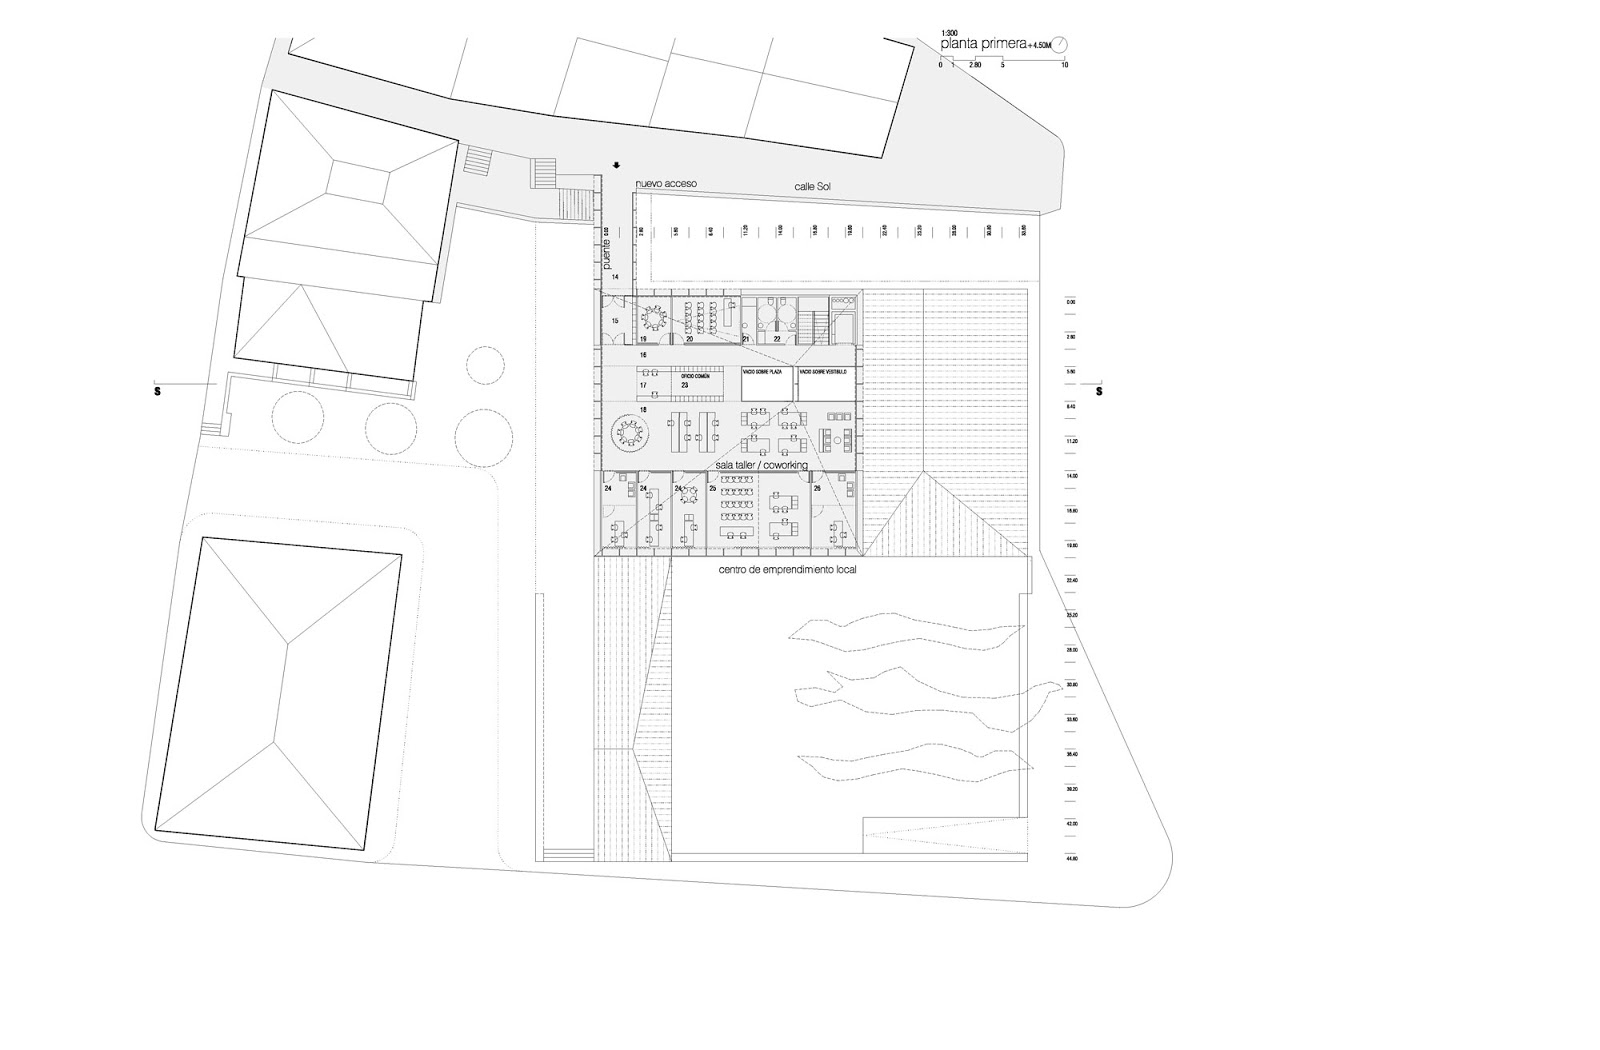 1:300
planta primera +4.50M
0 1 2.80 5 10
nuevo acceso
calle Sol
puente
0.00 2.80 5.60 8.40 11.20 14.00 16.80 19.60 22.40 25.20 28.00 30.80 33.60
14
15
19
20
21
22
16
17
OFICIO COMÚN
23
VACIO SOBRE PLAZA
VACIO SOBRE VESTIBULO
18
sala taller / coworking
24
24
24
25
26
centro de emprendimiento local
S
S
0.00
2.80
5.60
8.40
11.20
14.00
16.80
19.60
22.40
25.20
28.00
30.80
33.60
36.40
39.20
42.00
44.80